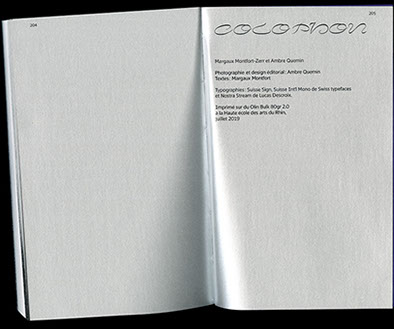 204
205
COLOPHON
Margaux Montfort-Zerr et Ambra Quemin
Photographie et design éditorial : Ambre Quemin
Textes : Margaux Montfort
Typographies : Suisse Sign, Suisse Int'l Mono de Swiss typefaces
et Nostra Stream de Lucas Descroix.
Imprimé sur du Olin Bulk 80gr 2.0
à la Haute école des arts du Rhin,
juillet 2019